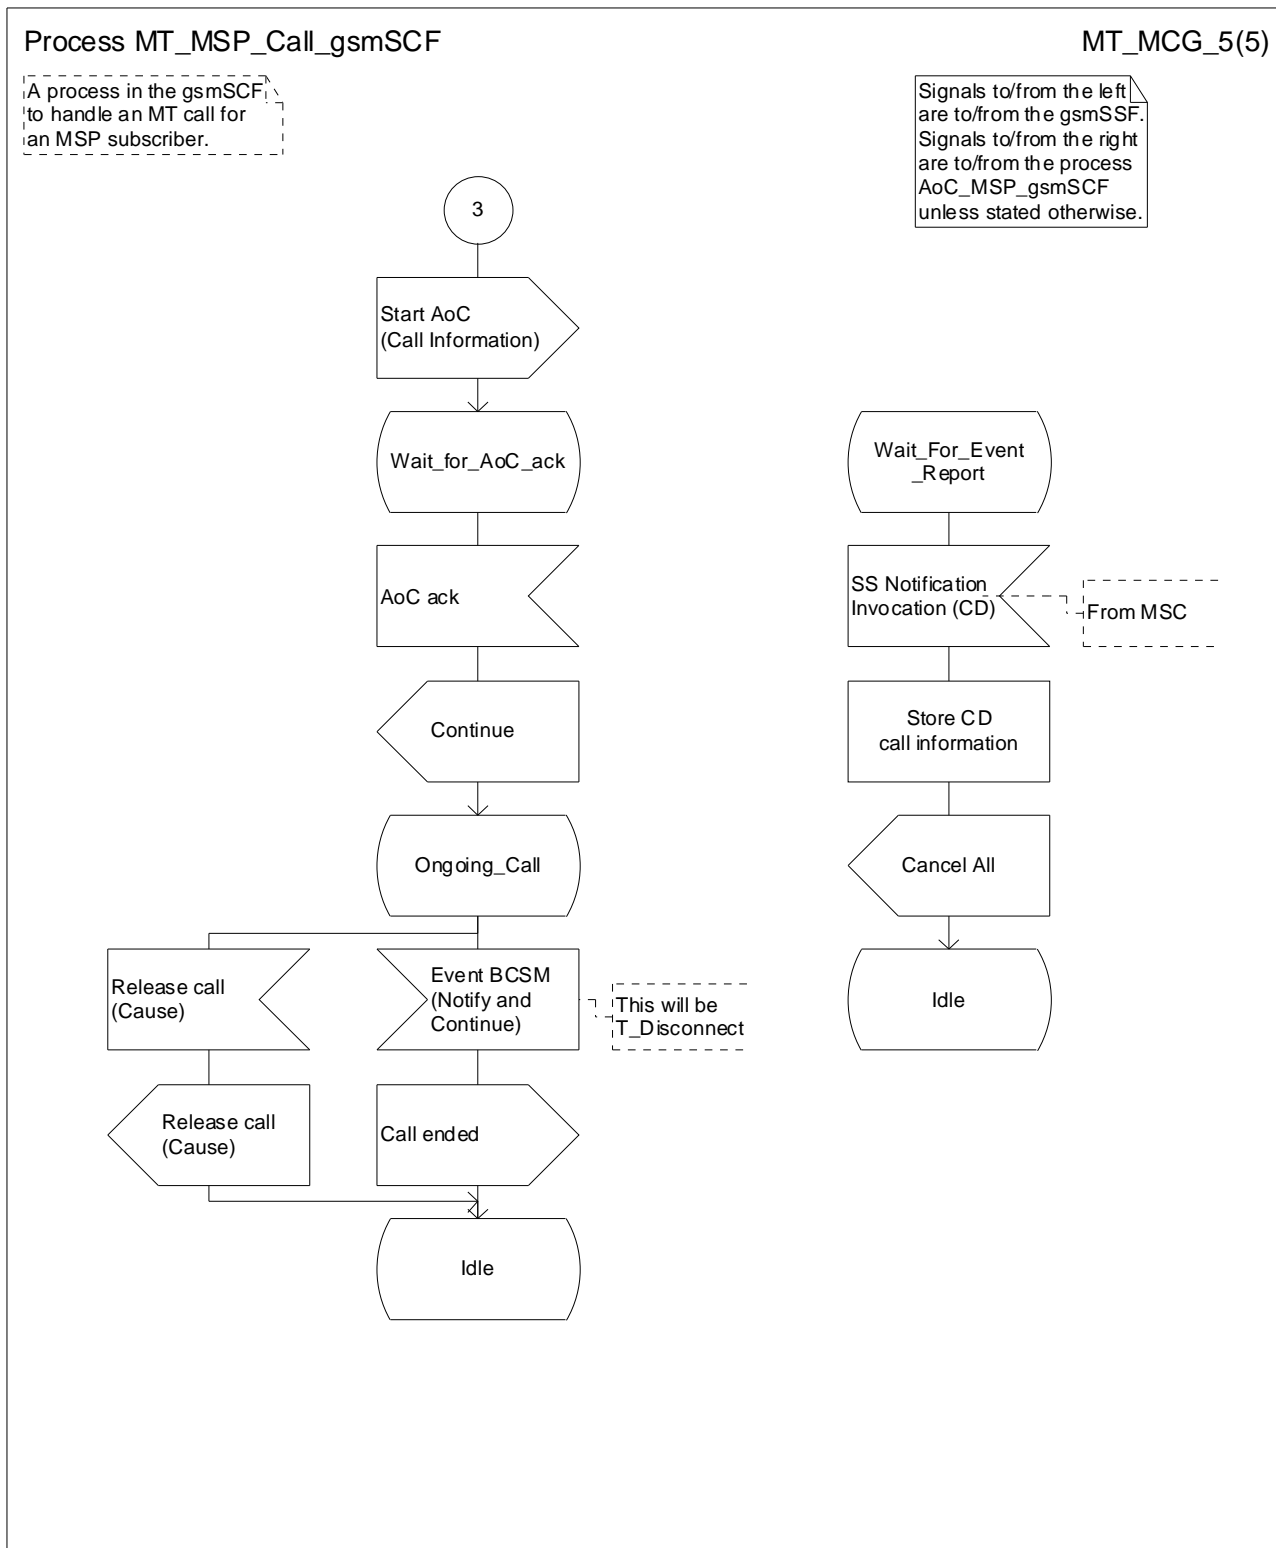 Process MT_MSP_Call_gsmSCF
MT_MCG_5(5)
A process in the gsmSCF
to handle an MT call for
an MSP subscriber.
Signals to/from the left
are to/from the gsmSSF.
Signals to/from the right
are to/from the process
AoC_MSP_gsmSCF
unless stated otherwise.
3
Start AoC
(Call Information)
Wait_for_AoC_ack
AoC ack
Continue
Ongoing_Call
Release call
(Cause)
Event BCSM
(Notify and
Continue)
This will be
T_Disconnect
Release call
(Cause)
Call ended
Idle
Wait_For_Event
_Report
SS Notification
Invocation (CD)
From MSC
Store CD
call information
Cancel All
Idle